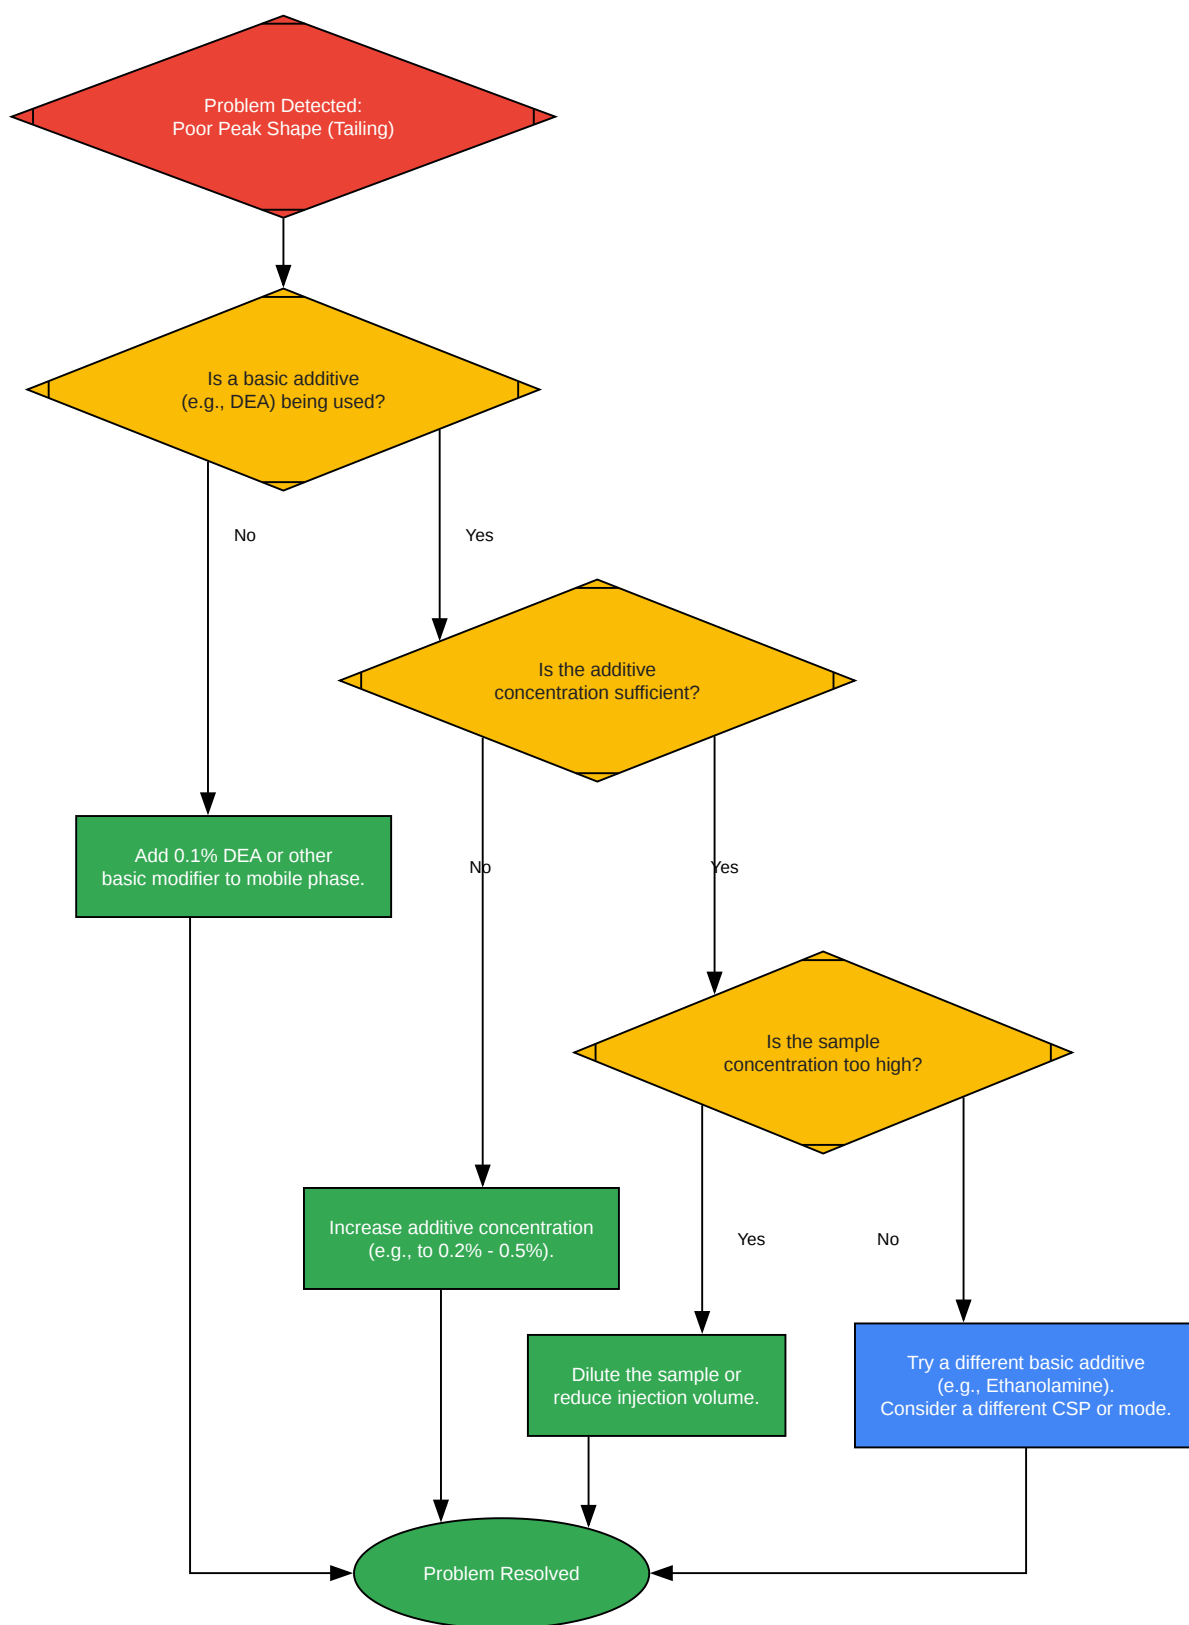 Problem Detected:
Poor Peak Shape (Tailing)
Is a basic additive
(e.g., DEA) being used?
No
Yes
Is the additive
concentration sufficient?
Add 0.1% DEA or other
basic modifier to mobile phase.
No
Yes
Is the sample
concentration too high?
Increase additive concentration
(e.g., to 0.2% - 0.5%).
Yes
No
Dilute the sample or
reduce injection volume.
Try a different basic additive
(e.g., Ethanolamine).
Consider a different CSP or mode.
Problem Resolved